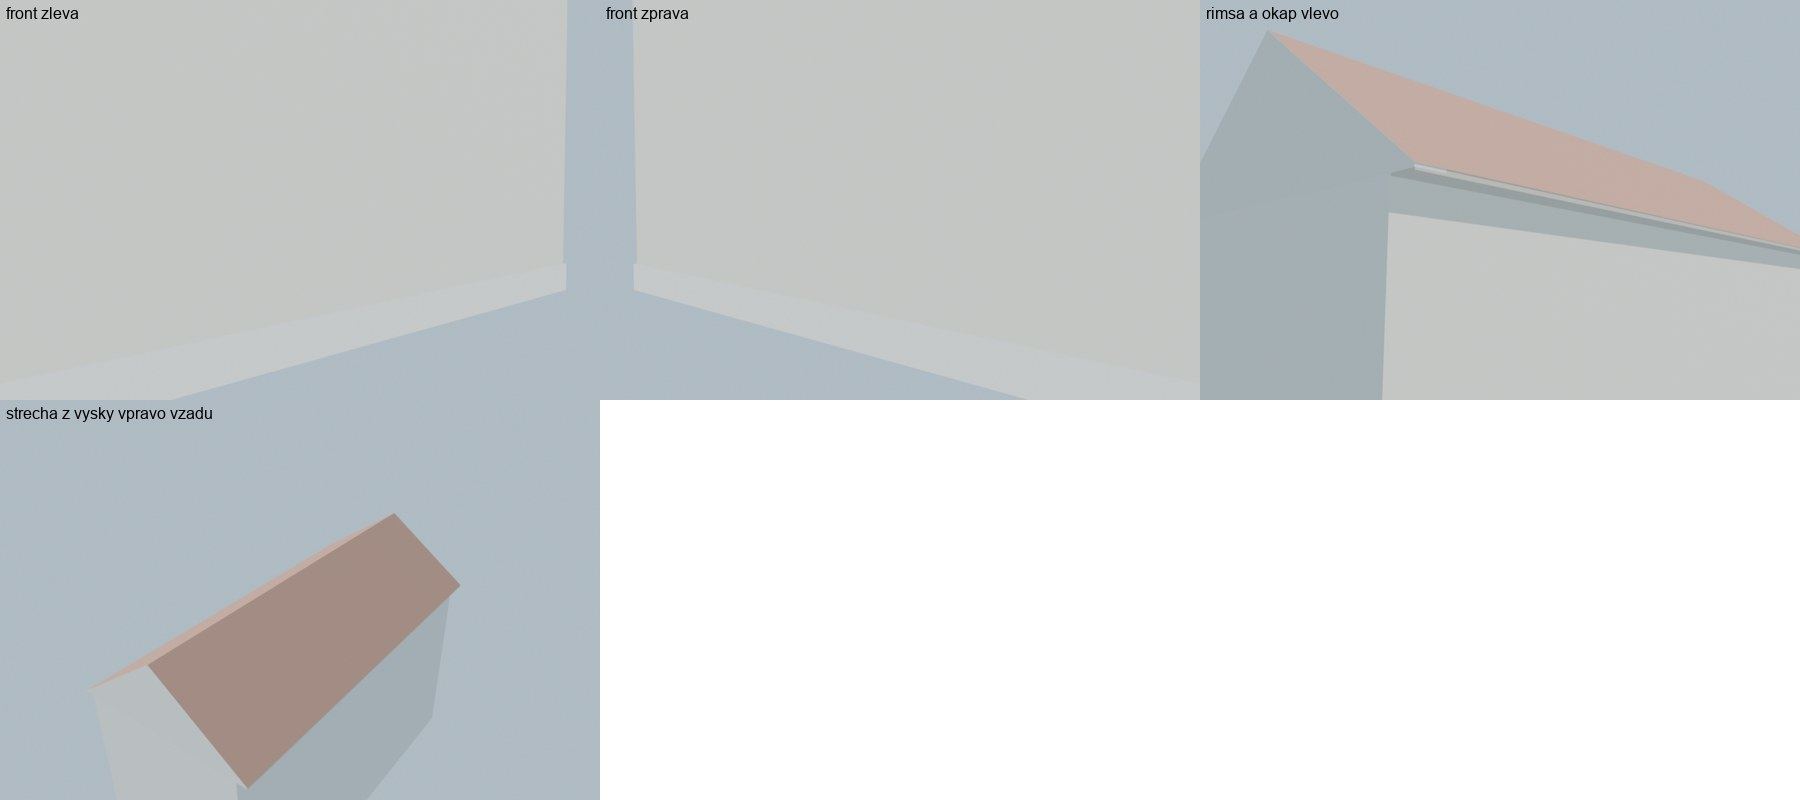 front zleva
front zprava
rimsa a okap vlevo
strecha z vysky vpravo vzadu